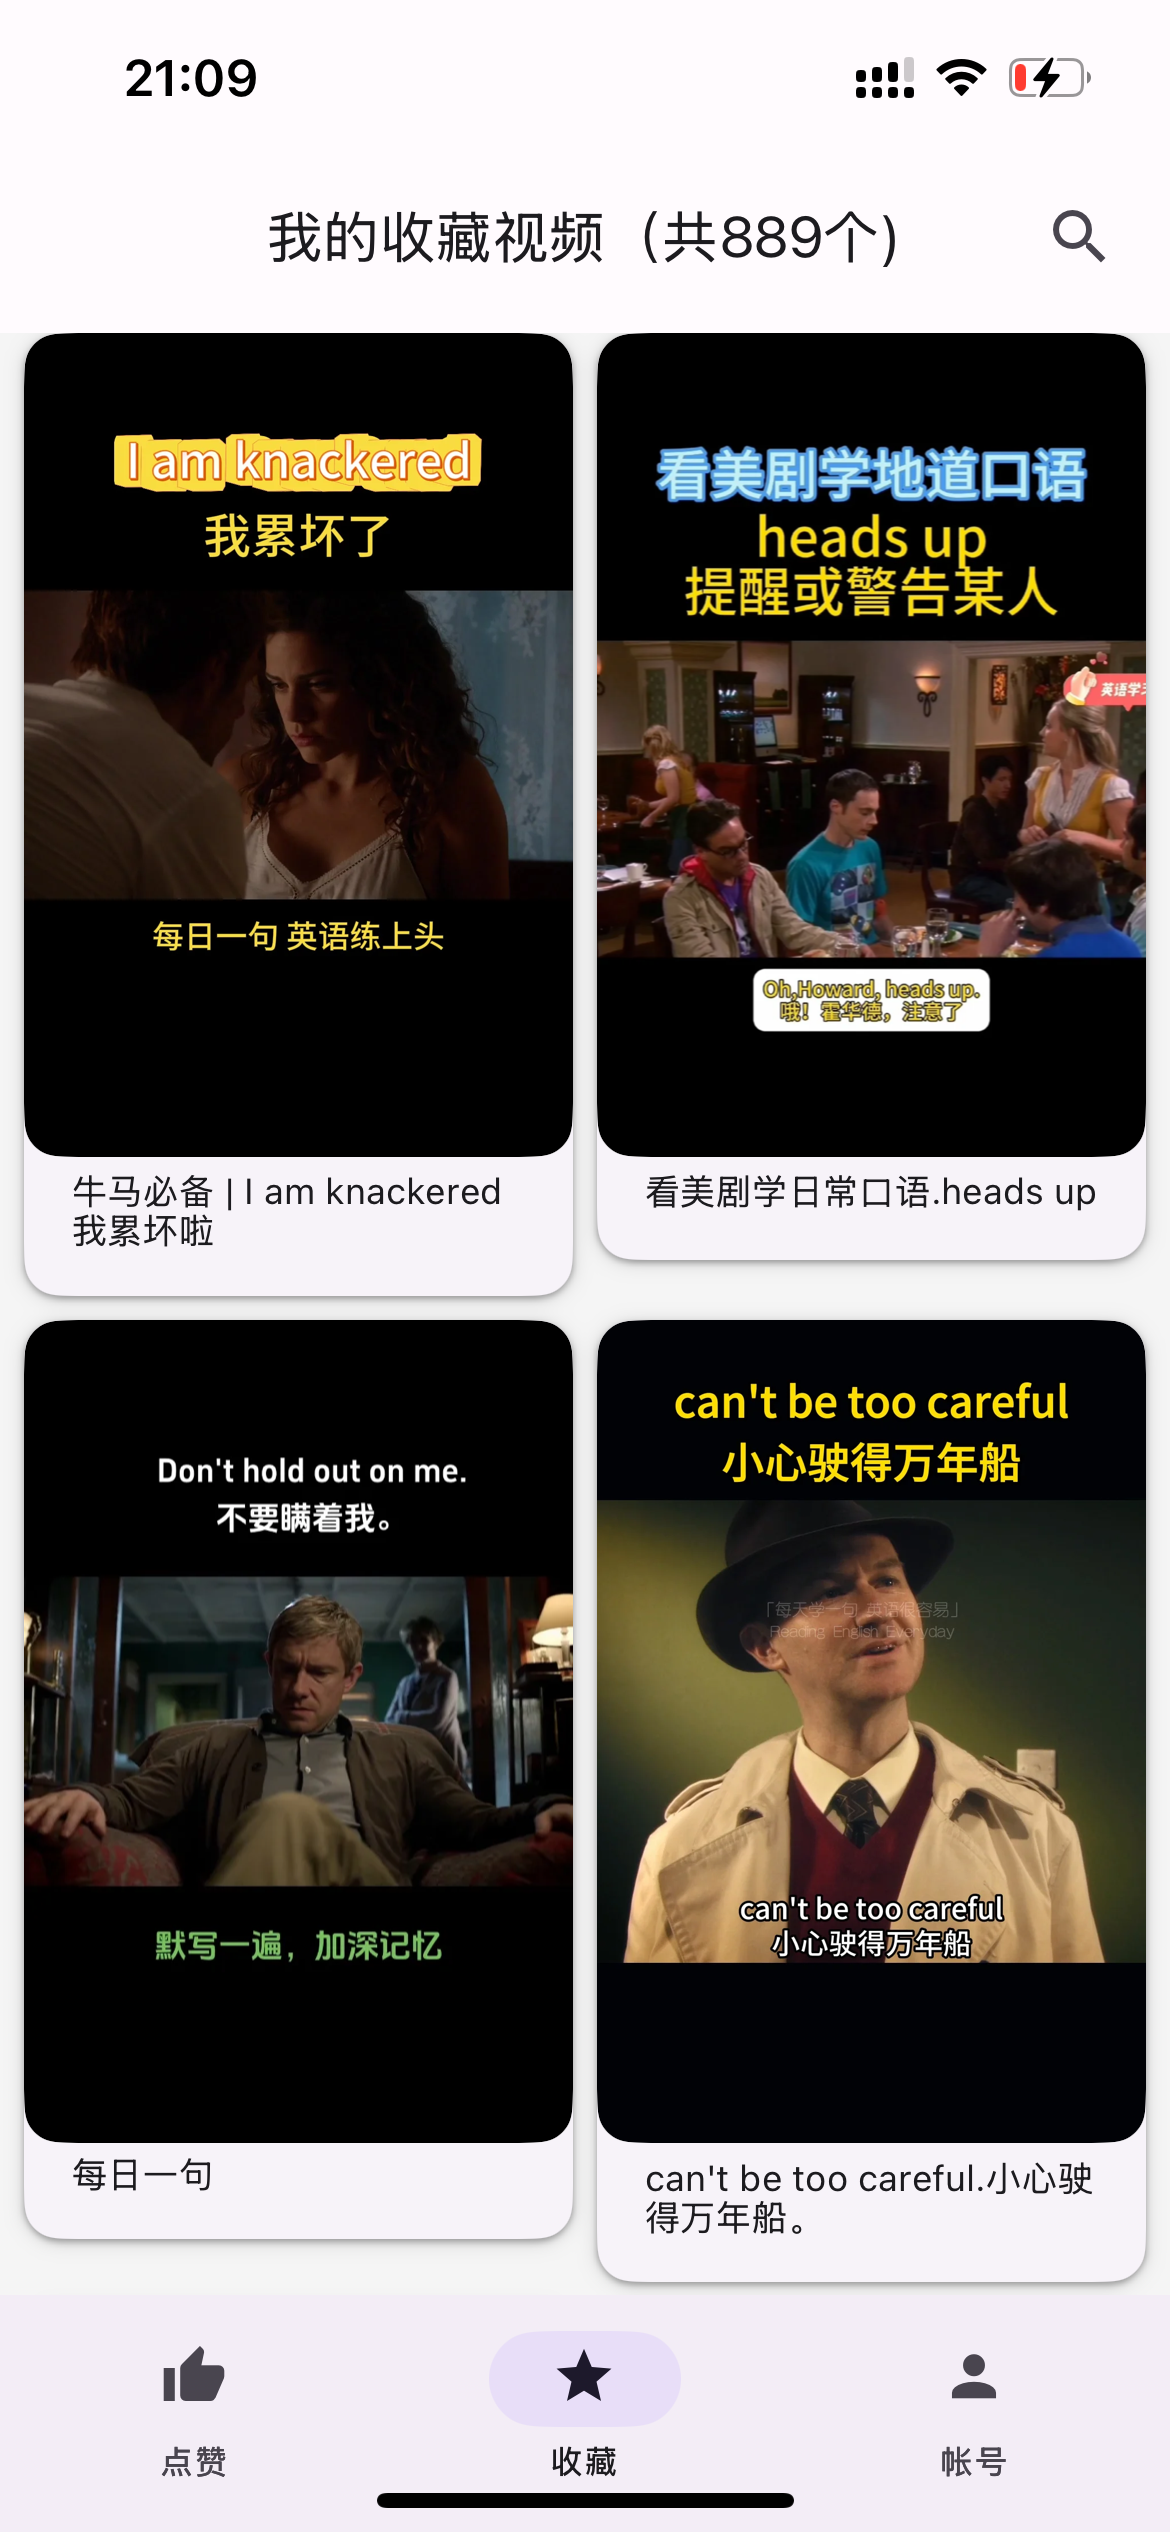 21:09
我的收藏视频（共889个）
I am knackered
我累坏了
每日一句 英语练上头
牛马必备 | I am knackered
我累坏啦
看美剧学地道口语
heads up
提醒或警告某人
英语学
Oh,Howard, heads up.
哦！霍华德，注意了
看美剧学日常口语.heads up
Don't hold out on me.
不要瞒着我。
默写一遍，加深记忆
每日一句
can't be too careful
小心驶得万年船
「每天学一句 英语很容易」
Reading English Everyday
can't be too careful
小心驶得万年船
can't be too careful.小心驶
得万年船。
点赞
收藏
帐号